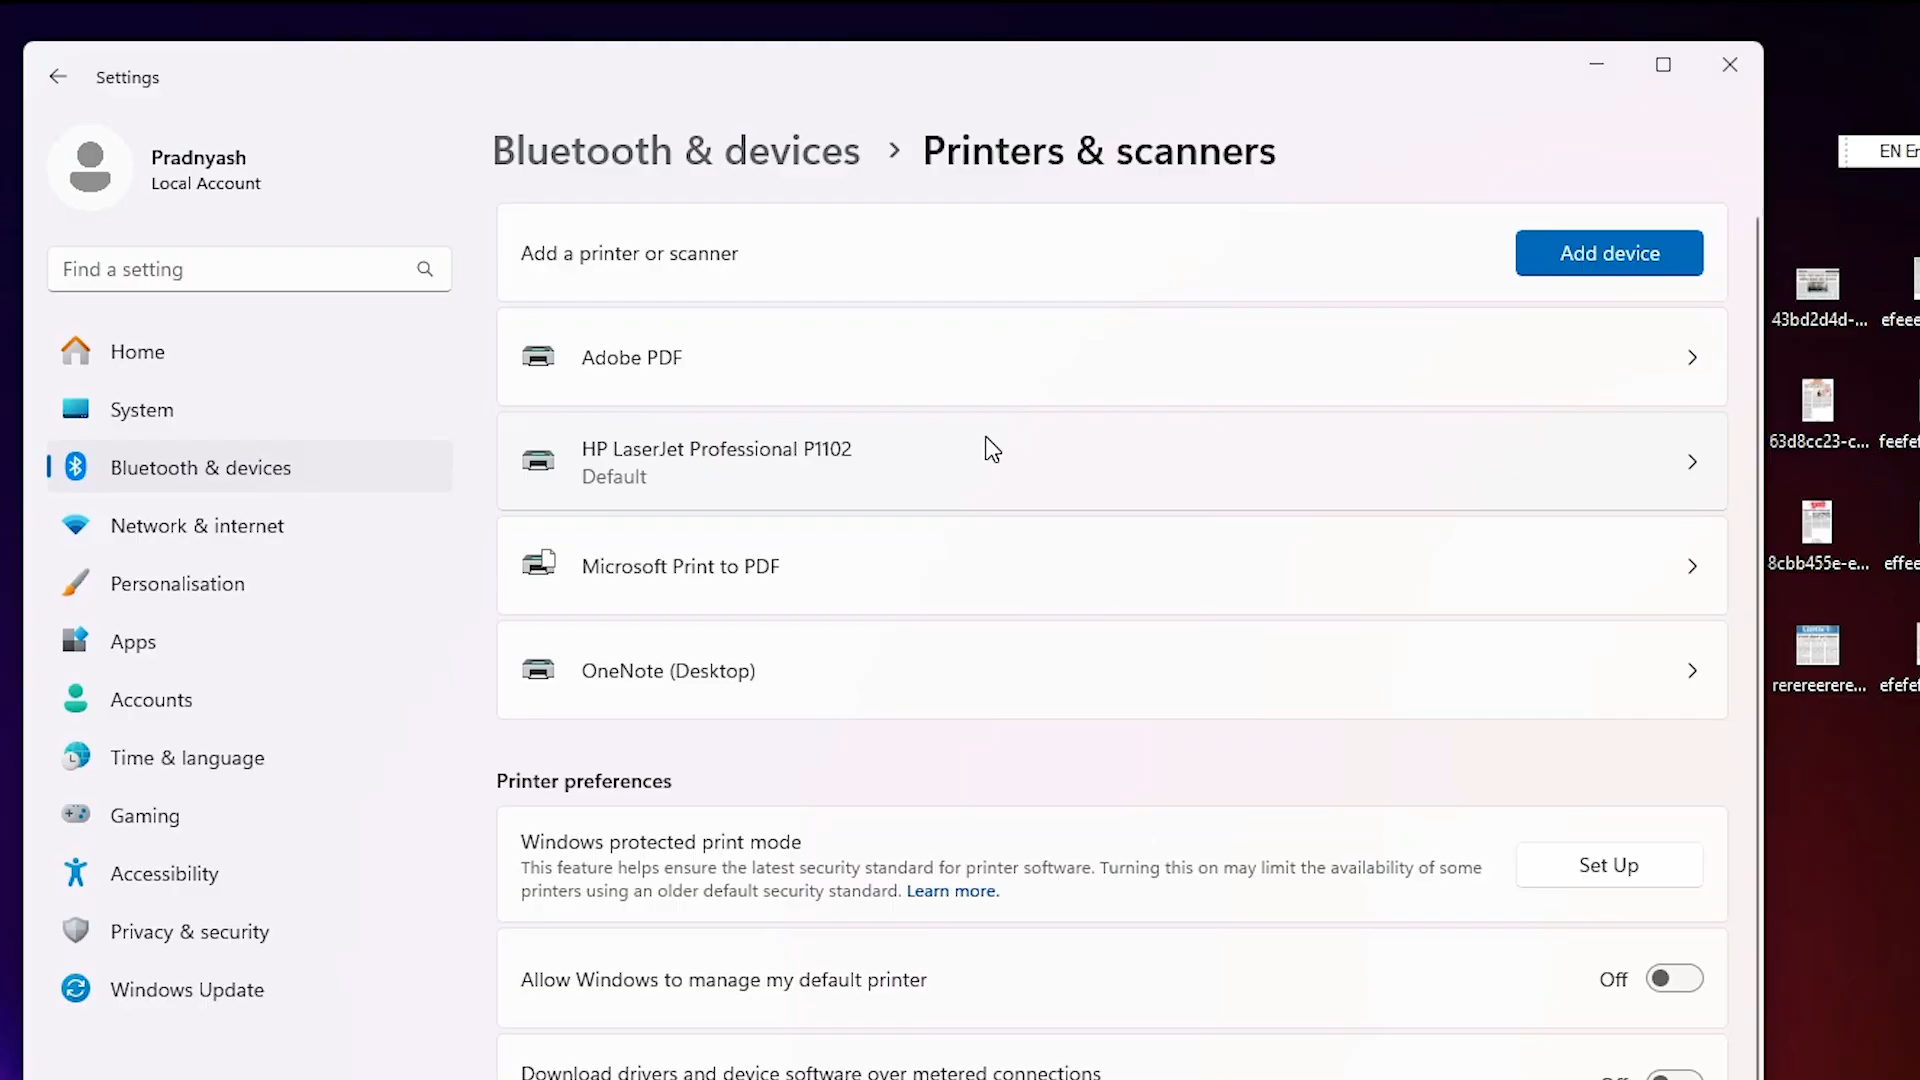 Settings
Pradnyash
Local Account
Find a setting
Home
System
Bluetooth & devices
Network & internet
Personalisation
Apps
Accounts
Time & language
Gaming
Accessibility
Privacy & security
Windows Update
Bluetooth & devices > Printers & scanners
Add a printer or scanner
Add device
Adobe PDF
HP LaserJet Professional P1102
Default
Microsoft Print to PDF
OneNote (Desktop)
Printer preferences
Windows protected print mode
This feature helps ensure the latest security standard for printer software. Turning this on may limit the availability of some
printers using an older default security standard. Learn more.
Set Up
Allow Windows to manage my default printer
Off
Download drivers and device software over metered connections
EN
43bd2d4d-...
63d8cc23-c...
8cbb455e-e...
rerereerere...